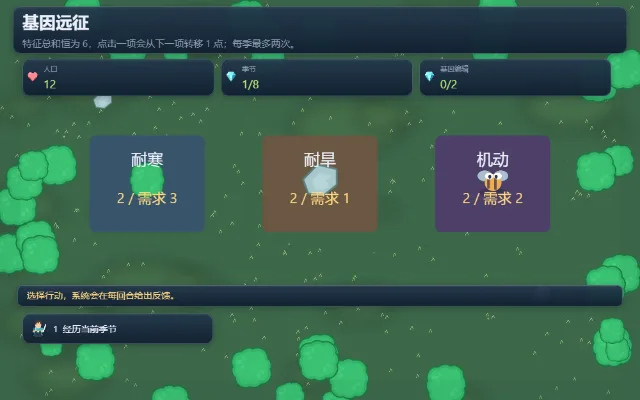 基因远征
特征总和恒为 6，点击一项会从下一项转移 1 点；每季最多两次。
人口
12
季节
1/8
基因编辑
0/2
耐寒
2 / 需求 3
耐旱
2 / 需求 1
机动
2 / 需求 2
选择行动，系统会在每回合给出反馈。
1 经历当前季节